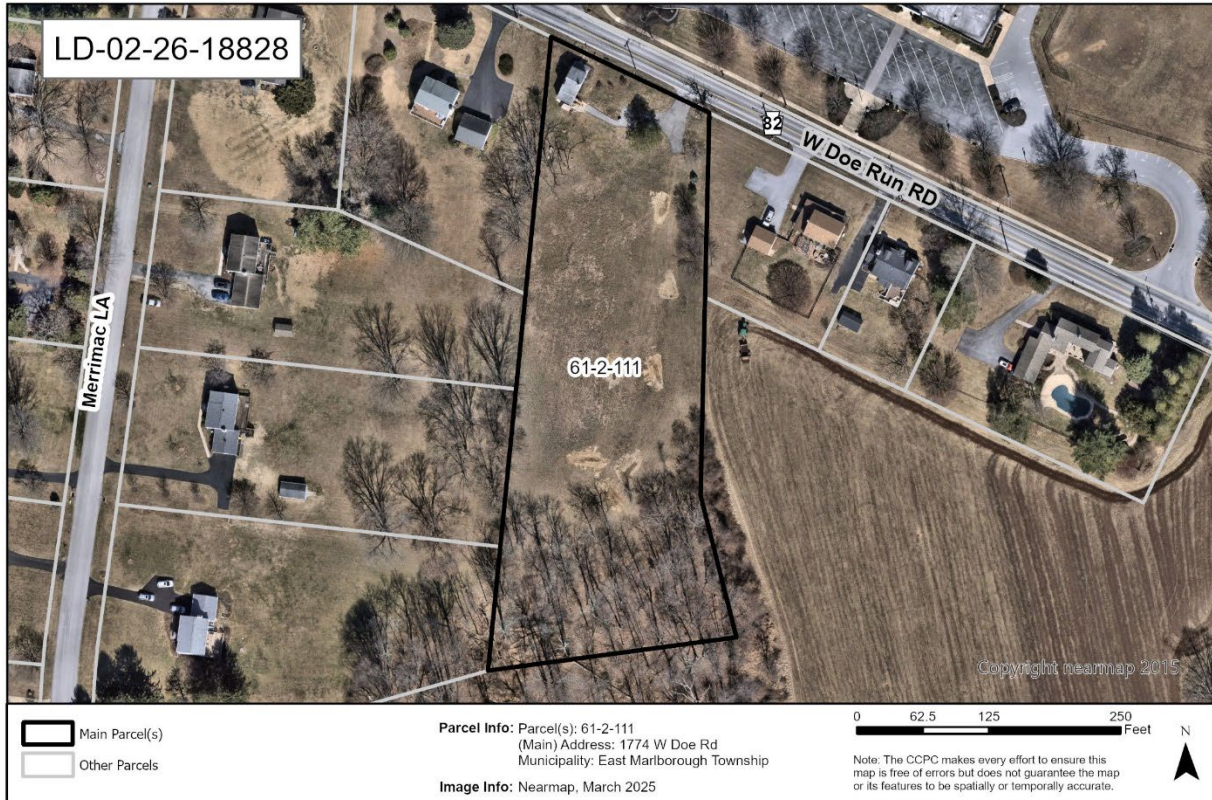 LD-02-26-18828
82
W Doe Run RD
Merrimac LA
61-2-111
Copyright nearmap 2015
Main Parcel(s)
Other Parcels
Parcel Info: Parcel(s): 61-2-111
(Main) Address: 1774 W Doe Rd
Municipality: East Marlborough Township
Image Info: Nearmap, March 2025
0 62.5 125 250
Feet
Note: The CCPC makes every effort to ensure this
map is free of errors but does not guarantee the map
or its features to be spatially or temporally accurate.
N